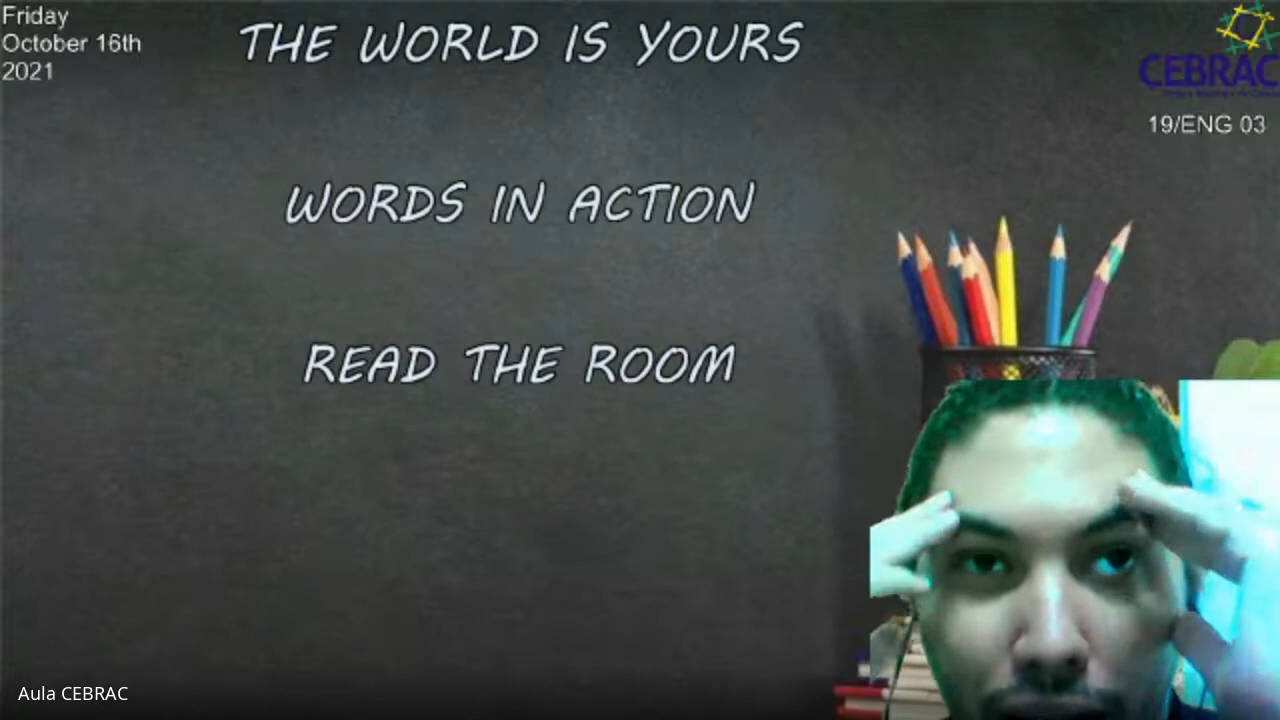 Friday
October 16th
2021
THE WORLD IS YOURS
CEBRAC
19/ENG 03
WORDS IN ACTION
READ THE ROOM
Aula CEBRAC